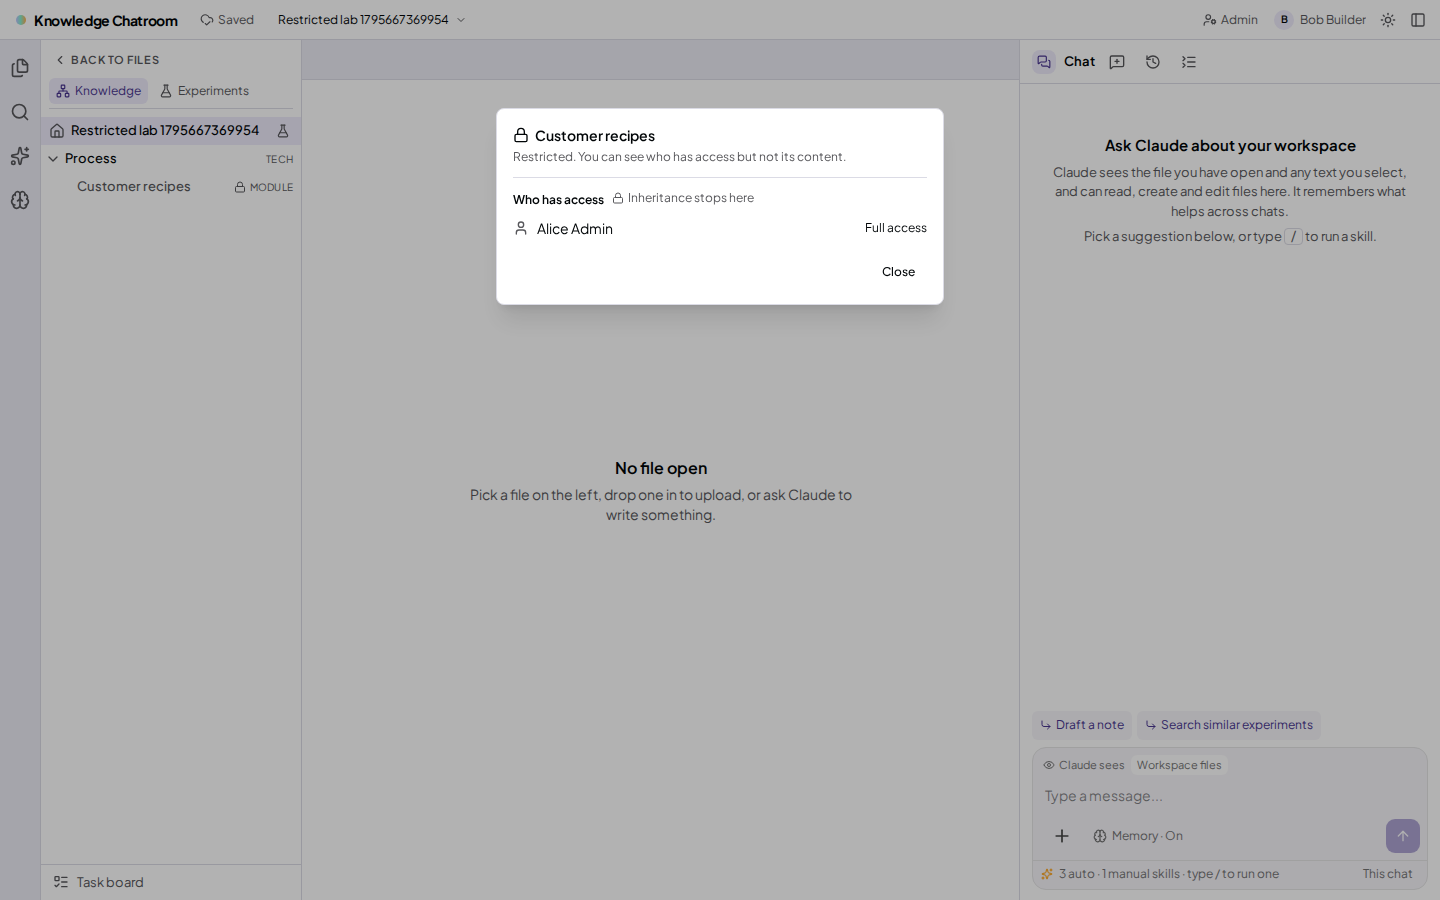 Knowledge Chatroom
Saved
Restricted lab 1795667369954
Admin
B
Bob Builder
BACK TO FILES
Knowledge
Experiments
Restricted lab 1795667369954
Process
TECH
Customer recipes
MODULE
Task board
Customer recipes
Restricted. You can see who has access but not its content.
Who has access
Inheritance stops here
Alice Admin
Full access
Close
No file open
Pick a file on the left, drop one in to upload, or ask Claude to
write something.
Chat
Ask Claude about your workspace
Claude sees the file you have open and any text you select,
and can read, create and edit files here. It remembers what
helps across chats.
Pick a suggestion below, or type / to run a skill.
Draft a note
Search similar experiments
Claude sees
Workspace files
Type a message...
Memory · On
3 auto · 1 manual skills · type / to run one
This chat